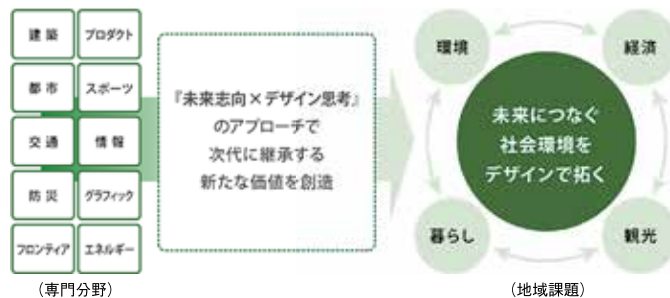 建築
プロダクト
都市
スポーツ
交通
情報
防災
グラフィック
フロンティア
エネルギー
(専門分野)
『未来志向×デザイン思考』
のアプローチで
次代に継承する
新たな価値を創造
環境
経済
未来につなぐ
社会環境を
デザインで拓く
暮らし
観光
(地域課題)